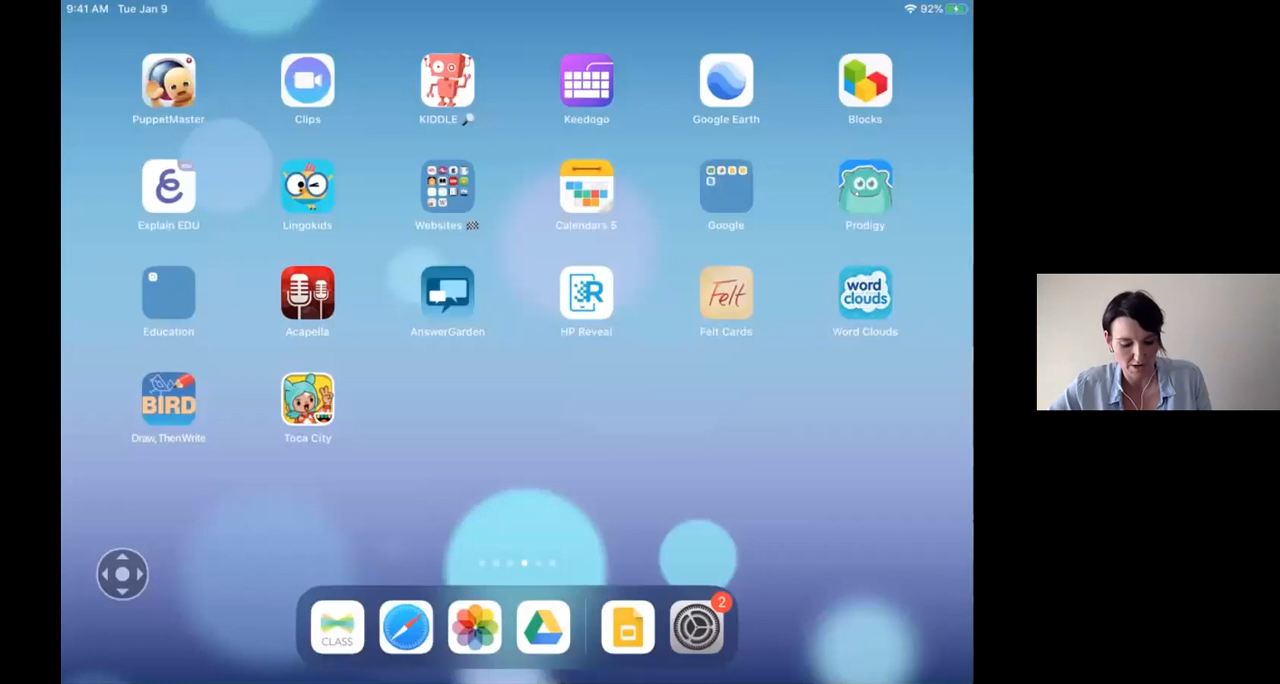 9:41 AM Tue Jan 9 92%
PuppetMaster Clips KIDDLE 🔎 Keedogo Google Earth Blocks
Explain EDU Lingokids Websites 🏁 Calendars 5 Google Prodigy
R Felt word clouds
Education Acapella AnswerGarden HP Reveal Felt Cards Word Clouds
BIRD
Draw,ThenWrite Toca City
CLASS 2